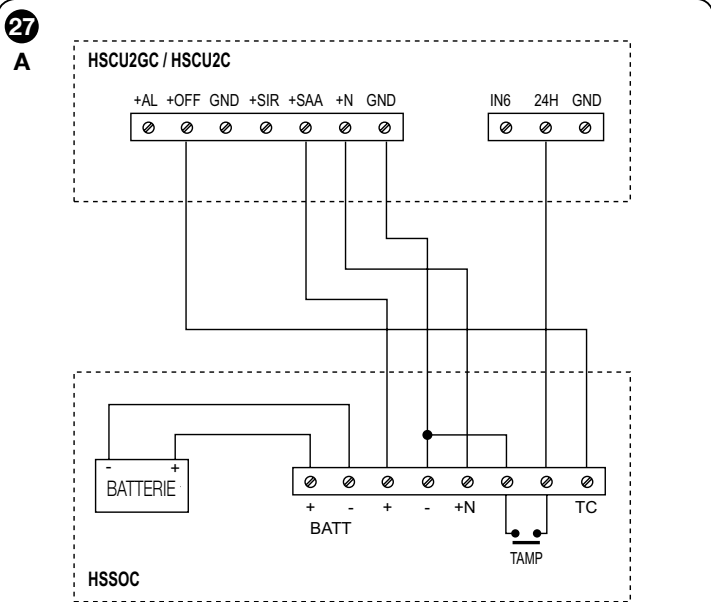 27
A
HSCU2GC / HSCU2C
+AL +OFF GND +SIR +SAA +N GND
IN6 24H GND
- +
BATTERIE
+ - + - +N TC
BATT
TAMP
HSSOC